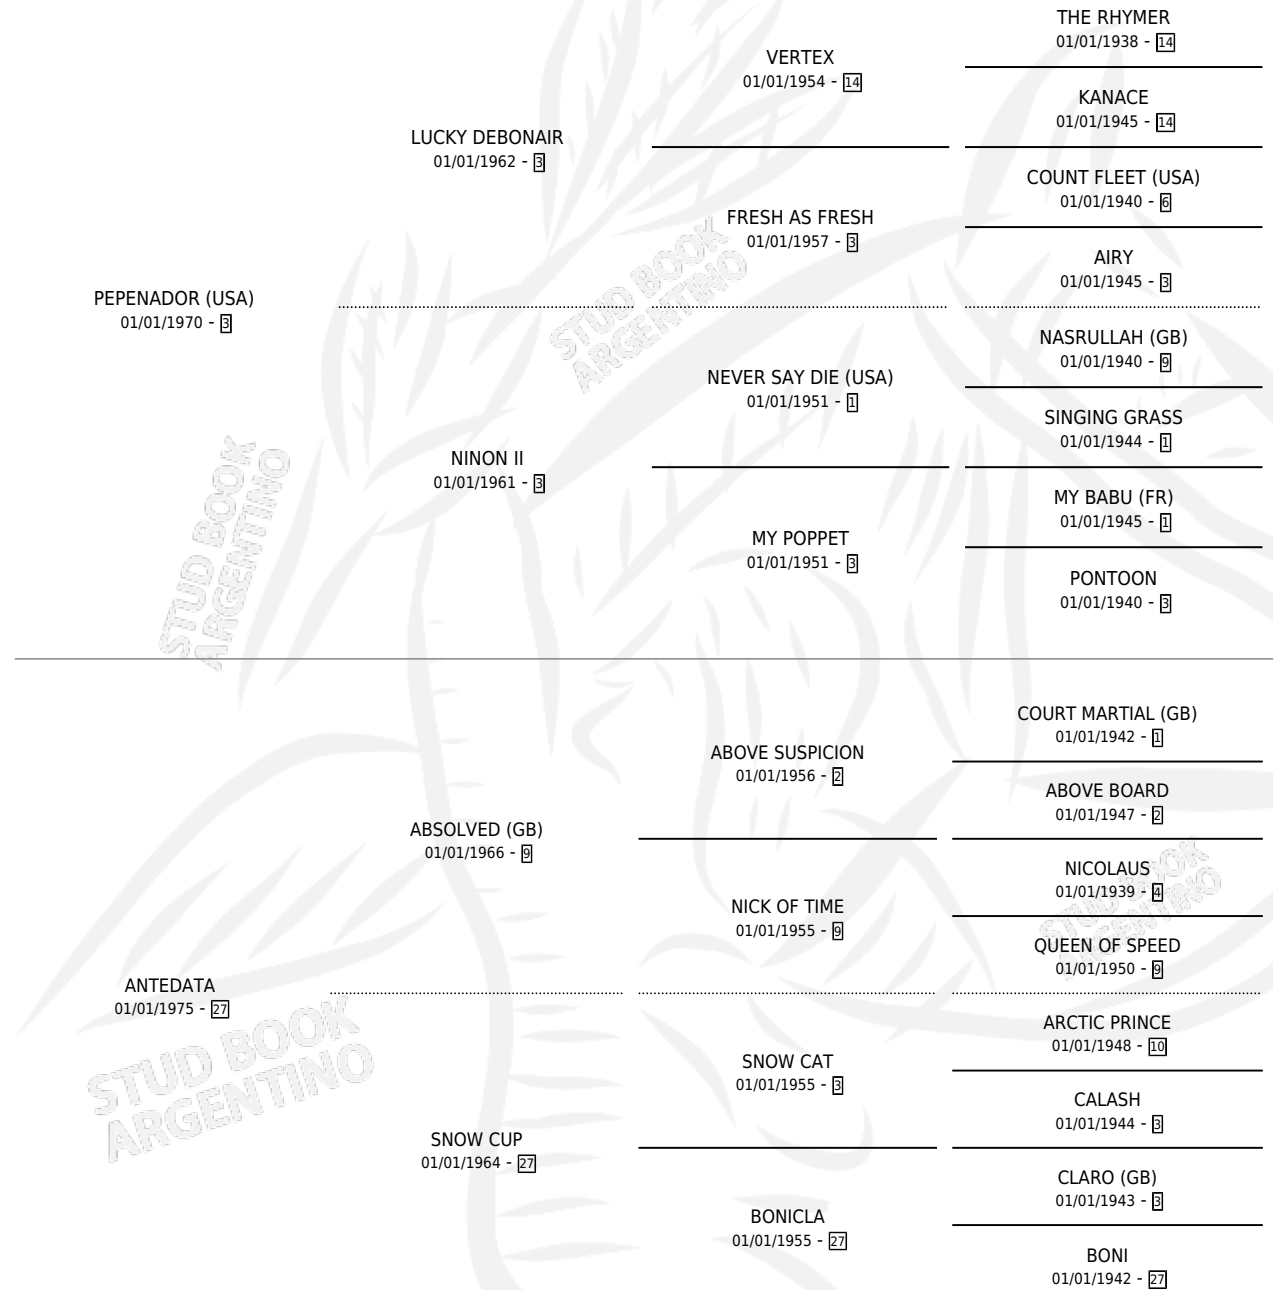 THE RHYMER
01/01/1938 - 14
VERTEX
01/01/1954 - 14
KANACE
01/01/1945 - 14
LUCKY DEBONAIR
01/01/1962 - 3
COUNT FLEET (USA)
01/01/1940 - 6
FRESH AS FRESH
01/01/1957 - 3
AIRY
01/01/1945 - 3
PEPENADOR (USA)
01/01/1970 - 3
NASRULLAH (GB)
01/01/1940 - 9
NEVER SAY DIE (USA)
01/01/1951 - 1
SINGING GRASS
01/01/1944 - 1
NINON II
01/01/1961 - 3
MY BABU (FR)
01/01/1945 - 1
MY POPPET
01/01/1951 - 3
PONTOON
01/01/1940 - 3
COURT MARTIAL (GB)
01/01/1942 - 1
ABOVE SUSPICION
01/01/1956 - 2
ABOVE BOARD
01/01/1947 - 2
ABSOLVED (GB)
01/01/1966 - 9
NICOLAUS
01/01/1939 - 4
NICK OF TIME
01/01/1955 - 9
QUEEN OF SPEED
01/01/1950 - 9
ANTEDATA
01/01/1975 - 27
ARCTIC PRINCE
01/01/1948 - 10
SNOW CAT
01/01/1955 - 3
CALASH
01/01/1944 - 3
SNOW CUP
01/01/1964 - 27
CLARO (GB)
01/01/1943 - 3
BONICLA
01/01/1955 - 27
BONI
01/01/1942 - 27
STUD BOOK
ARGENTINO
STUD BOOK
ARGENTINO
STUD BOOK
ARGENTINO
STUD BOOK
ARGENTINO